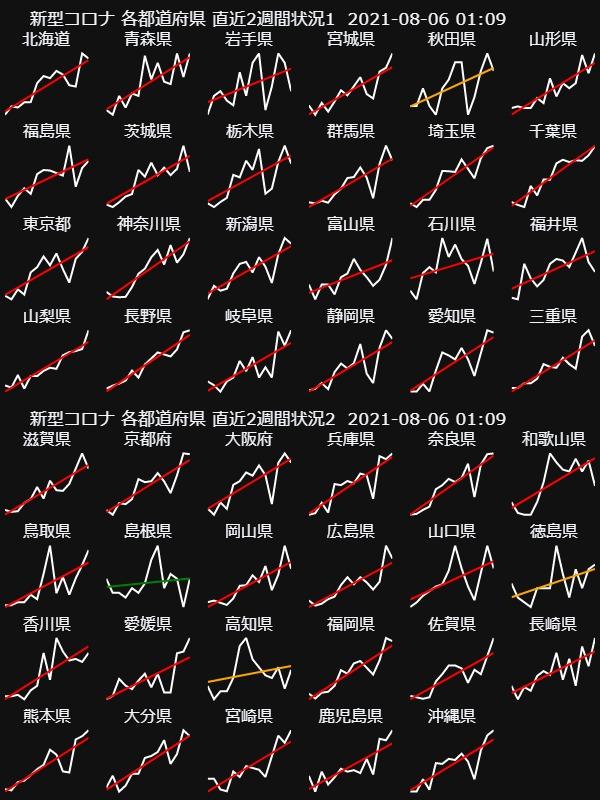 新型コロナ 各都道府県 直近2週間状況1 2021-08-06 01:09
北海道 青森県 岩手県 宮城県 秋田県 山形県
福島県 茨城県 栃木県 群馬県 埼玉県 千葉県
東京都 神奈川県 新潟県 富山県 石川県 福井県
山梨県 長野県 岐阜県 静岡県 愛知県 三重県
新型コロナ 各都道府県 直近2週間状況2 2021-08-06 01:09
滋賀県 京都府 大阪府 兵庫県 奈良県 和歌山県
鳥取県 島根県 岡山県 広島県 山口県 徳島県
香川県 愛媛県 高知県 福岡県 佐賀県 長崎県
熊本県 大分県 宮崎県 鹿児島県 沖縄県